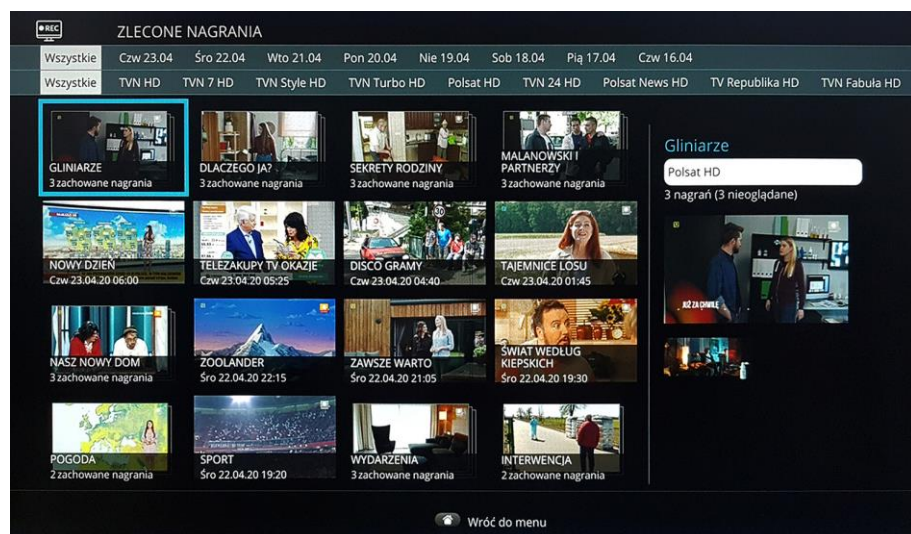 REC
ZLECONE NAGRANIA
Wszystkie Czw 23.04 Śro 22.04 Wto 21.04 Pon 20.04 Nie 19.04 Sob 18.04 Pią 17.04 Czw 16.04
Wszystkie TVN HD TVN 7 HD TVN Style HD TVN Turbo HD Polsat HD TVN 24 HD Polsat News HD TV Republika HD TVN Fabuła HD
GLINIARZE
3 zachowane nagrania
DLACZEGO JA?
3 zachowane nagrania
SEKRETY RODZINY
3 zachowane nagrania
MALANOWSKI I
PARTNERZY
3 zachowane nagrania
Gliniarze
Polsat HD
3 nagrań (3 nieoglądane)
JUŻ ZA CHWILĘ
NOWY DZIEŃ
Czw 23.04.20 06:00
TELEZAKUPY TV OKAZJE
Czw 23.04.20 05:25
30
DISCO GRAMY
Czw 23.04.20 04:40
TAJEMNICE LOSU
Czw 23.04.20 01:45
NASZ NOWY DOM
3 zachowane nagrania
ZOOLANDER
Śro 22.04.20 22:15
ZAWSZE WARTO
Śro 22.04.20 21:05
ŚWIAT WEDŁUG
KIEPSKICH
Śro 22.04.20 19:30
POGODA
2 zachowane nagrania
SPORT
Śro 22.04.20 19:20
WYDARZENIA
3 zachowane nagrania
INTERWENCJA
2 zachowane nagrania
Wróć do menu